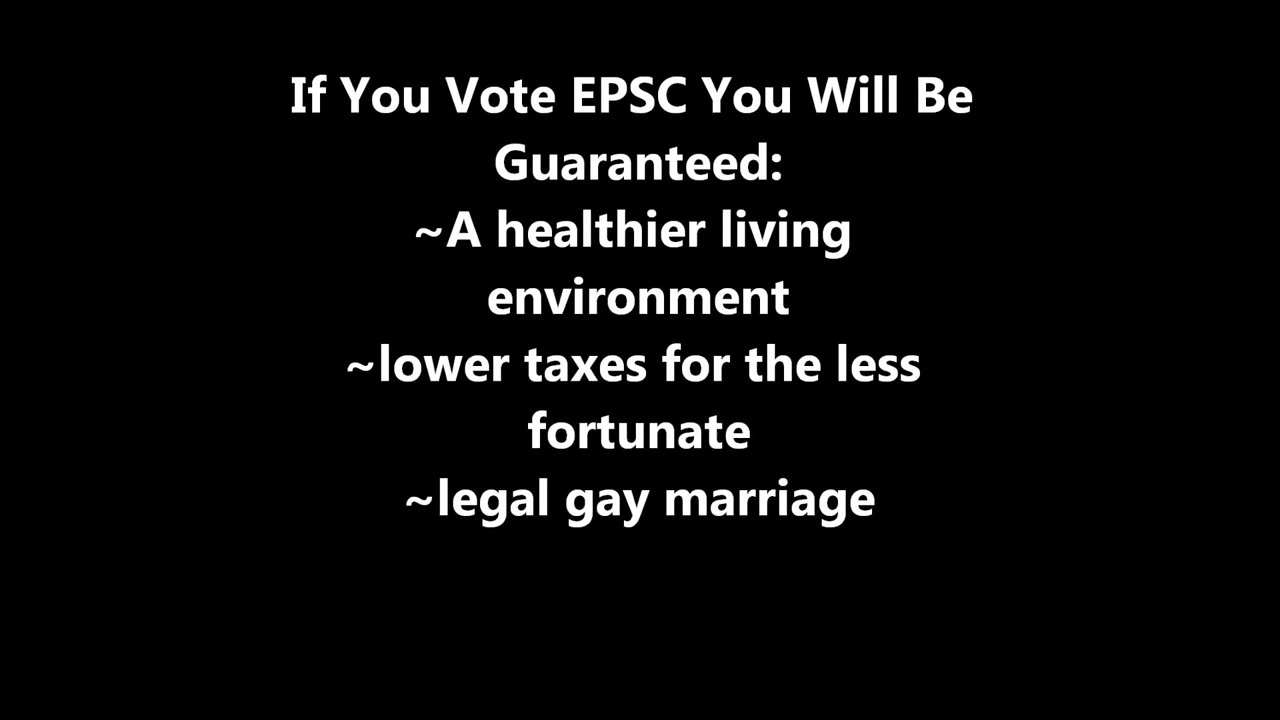 If You Vote EPSC You Will Be
Guaranteed:
~A healthier living
environment
~lower taxes for the less
fortunate
~legal gay marriage